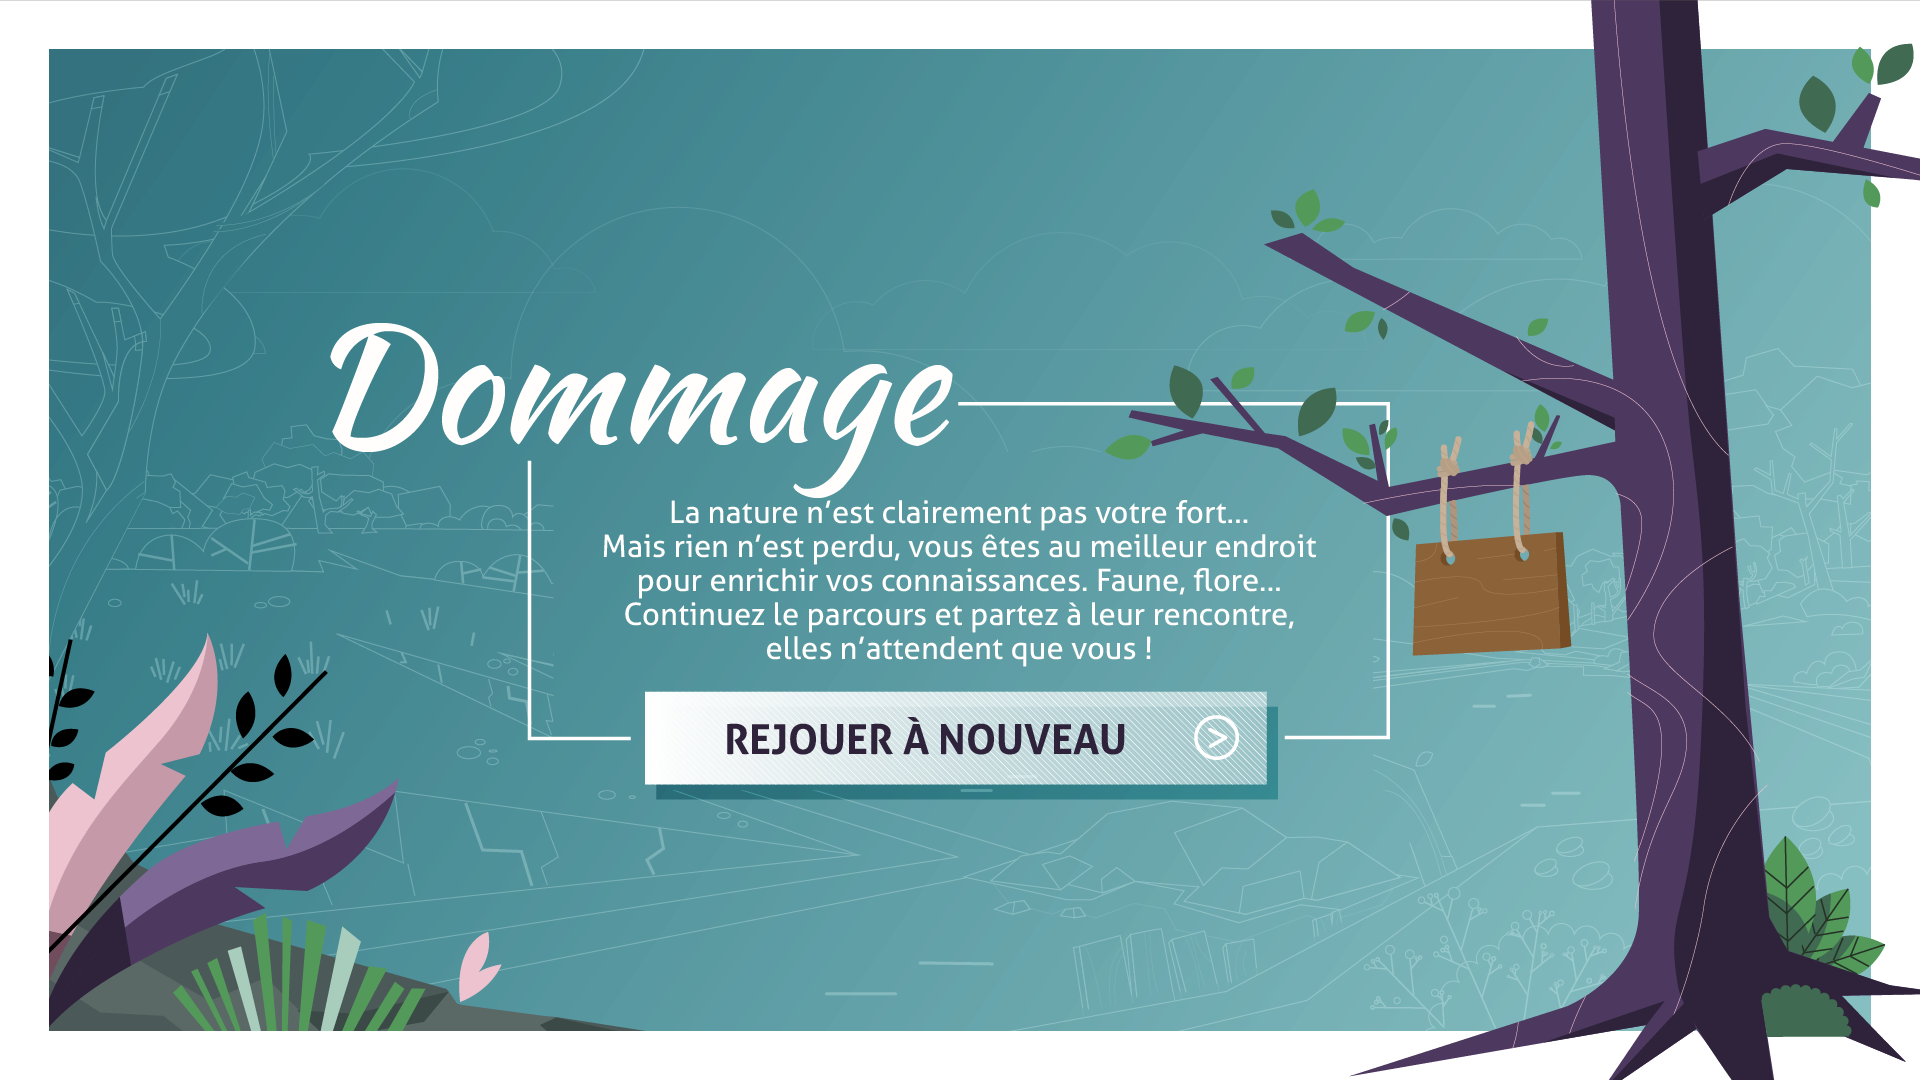 Dommage
La nature n’est clairement pas votre fort...
Mais rien n’est perdu, vous êtes au meilleur endroit
pour enrichir vos connaissances. Faune, flore...
Continuez le parcours et partez à leur rencontre,
elles n’attendent que vous !
REJOUER À NOUVEAU